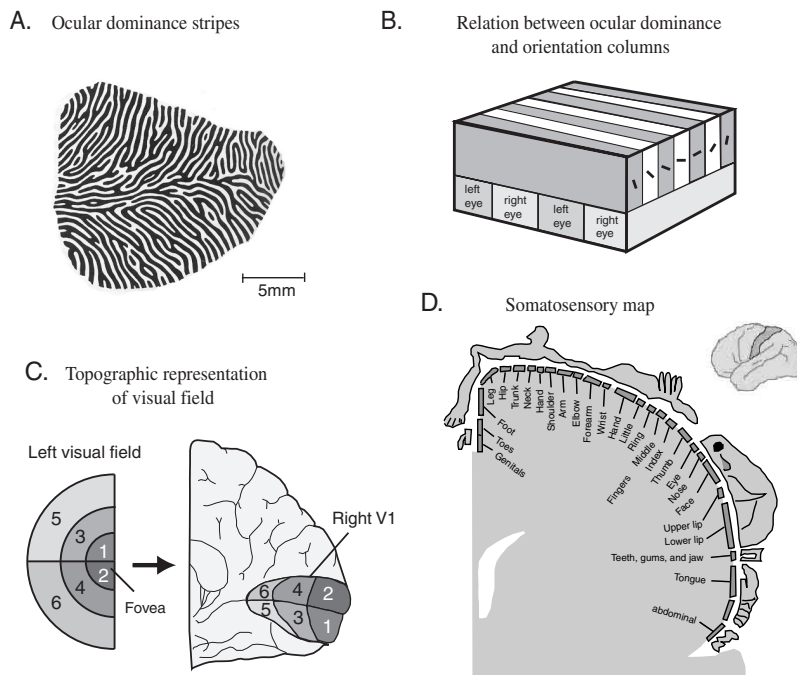 A. Ocular dominance stripes
5mm
B. Relation between ocular dominance
and orientation columns
left
eye
right
eye
left
eye
right
eye
C. Topographic representation
of visual field
Left visual field
5
3
1
2
4
6
Fovea
Right V1
6
4
2
5
3
1
D. Somatosensory map
Genitals
Toes
Foot
Leg
Hip
Trunk
Neck
Hand
Shoulder
Arm
Elbow
Forearm
Wrist
Hand
Little
Ring
Middle
Index
Thumb
Fingers
Eye
Nose
Face
Upper lip
Lower lip
Teeth, gums, and jaw
Tongue
abdominal